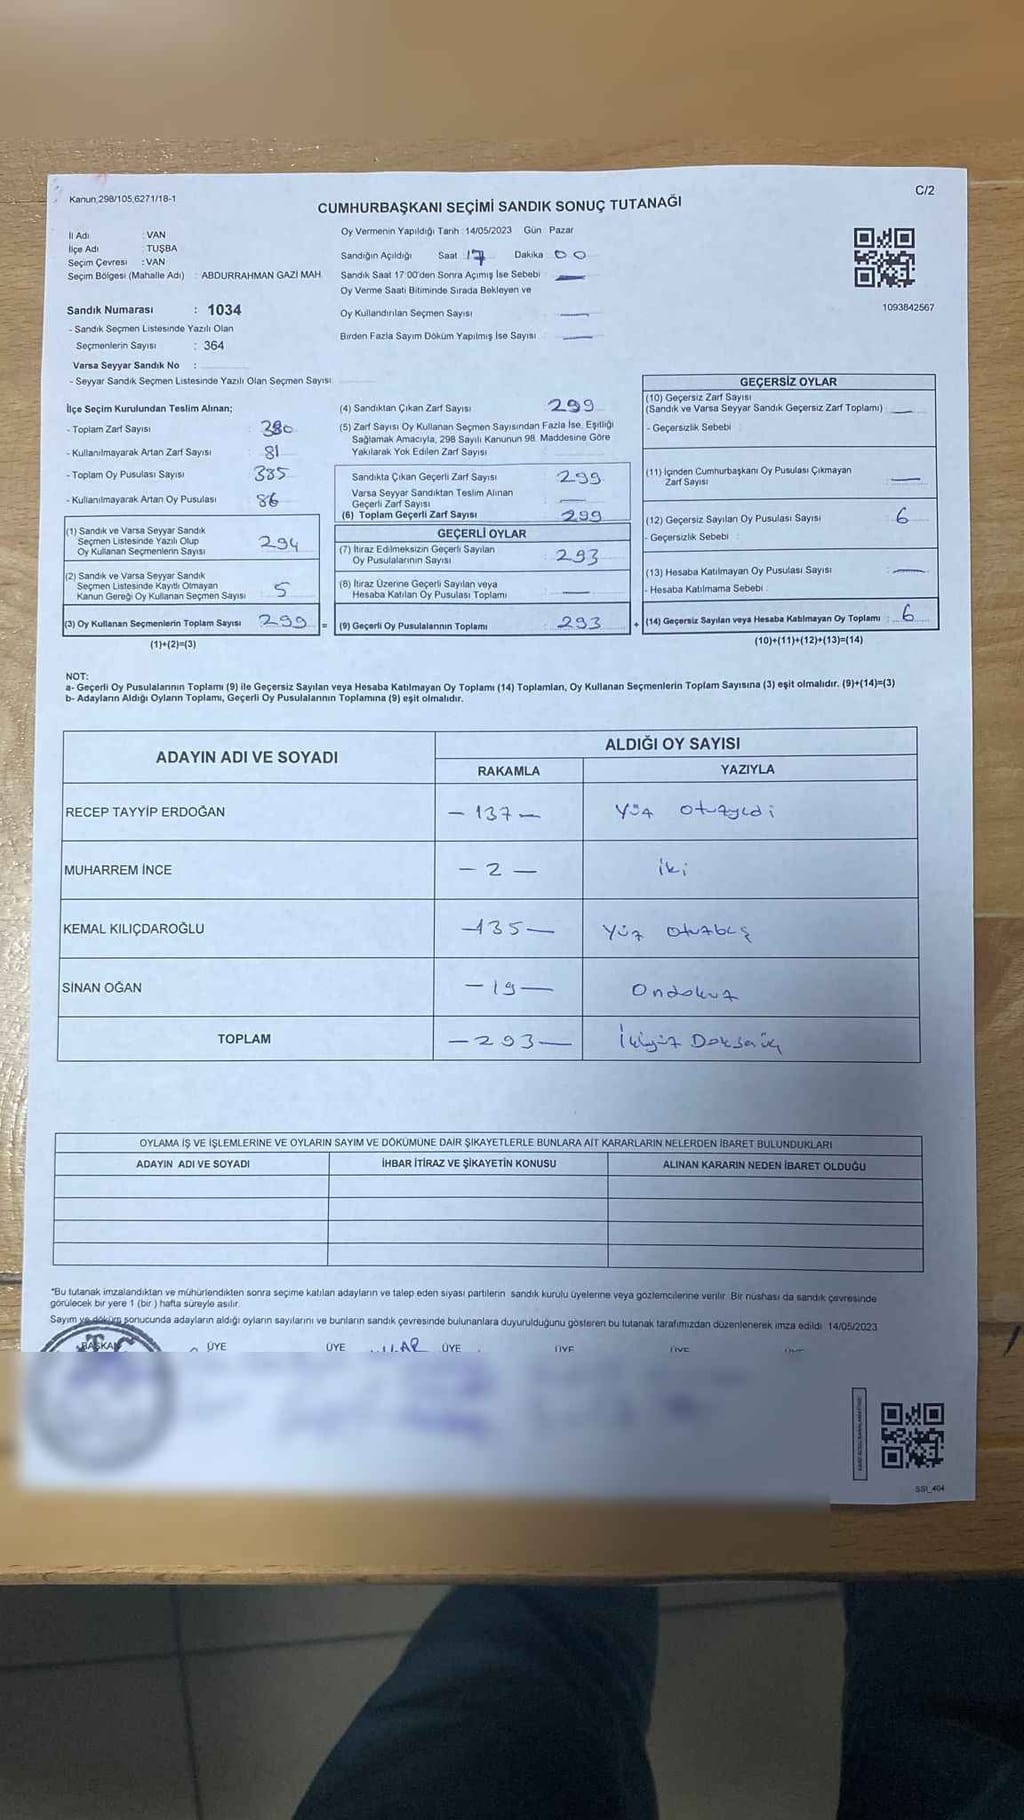 Kanun,298/105,6271/18-1
C/2
CUMHURBAŞKANI SEÇİMİ SANDIK SONUÇ TUTANAĞI
İl Adı : VAN
İlçe Adı : TUŞBA
Seçim Çevresi : VAN
Seçim Bölgesi (Mahalle Adı) : ABDURRAHMAN GAZI MAH.
Oy Vermenin Yapıldığı Tarih :14/05/2023 Gün Pazar
Sandığın Açıldığı Saat 17 Dakika 00
Sandık Saat 17:00'den Sonra Açımış İse Sebebi
Oy Verme Saati Bitiminde Sırada Bekleyen ve
Oy Kullandırılan Seçmen Sayısı
Birden Fazla Sayım Döküm Yapılmış İse Sayısı
1093842567
Sandık Numarası : 1034
- Sandık Seçmen Listesinde Yazılı Olan
Seçmenlerin Sayısı : 364
Varsa Seyyar Sandık No :
- Seyyar Sandık Seçmen Listesinde Yazılı Olan Seçmen Sayısı
İlçe Seçim Kurulundan Teslim Alınan;
- Toplam Zarf Sayısı 380
- Kullanılmayarak Artan Zarf Sayısı 81
- Toplam Oy Pusulası Sayısı 385
- Kullanılmayarak Artan Oy Pusulası 86
(1) Sandık ve Varsa Seyyar Sandık
Seçmen Listesinde Yazılı Olup
Oy Kullanan Seçmenlerin Sayısı 294
(2) Sandık ve Varsa Seyyar Sandık
Seçmen Listesinde Kayıtlı Olmayan
Kanun Gereği Oy Kullanan Seçmen Sayısı 5
(3) Oy Kullanan Seçmenlerin Toplam Sayısı 299 =
(1)+(2)=(3)
(4) Sandıktan Çıkan Zarf Sayısı 299
(5) Zarf Sayısı Oy Kullanan Seçmen Sayısından Fazla İse, Eşitliği
Sağlamak Amacıyla, 298 Sayılı Kanunun 98. Maddesine Göre
Yakılarak Yok Edilen Zarf Sayısı
Sandıkta Çıkan Geçerli Zarf Sayısı : 299
Varsa Seyyar Sandıktan Teslim Alınan
Geçerli Zarf Sayısı
(6) Toplam Geçerli Zarf Sayısı : 299
GEÇERLİ OYLAR
(7) İtiraz Edilmeksizin Geçerli Sayılan
Oy Pusulalarının Sayısı : 293
(8) İtiraz Üzerine Geçerli Sayılan veya
Hesaba Katılan Oy Pusulası Toplamı
(9) Geçerli Oy Pusulalarının Toplamı : 293 +
GEÇERSİZ OYLAR
(10) Geçersiz Zarf Sayısı
(Sandık ve Varsa Seyyar Sandık Geçersiz Zarf Toplamı)
- Geçersizlik Sebebi
(11) İçinden Cumhurbaşkanı Oy Pusulası Çıkmayan
Zarf Sayısı
(12) Geçersiz Sayılan Oy Pusulası Sayısı 6
- Geçersizlik Sebebi :
(13) Hesaba Katılmayan Oy Pusulası Sayısı
- Hesaba Katılmama Sebebi :
(14) Geçersiz Sayılan veya Hesaba Katılmayan Oy Toplamı : 6
(10)+(11)+(12)+(13)=(14)
NOT:
a- Geçerli Oy Pusulalarının Toplamı (9) ile Geçersiz Sayılan veya Hesaba Katılmayan Oy Toplamı (14) Toplamları, Oy Kullanan Seçmenlerin Toplam Sayısına (3) eşit olmalıdır. (9)+(14)=(3)
b- Adayların Aldığı Oyların Toplamı, Geçerli Oy Pusulalarının Toplamına (9) eşit olmalıdır.
ADAYIN ADI VE SOYADI ALDIĞI OY SAYISI
RAKAMLA YAZIYLA
RECEP TAYYİP ERDOĞAN - 137 - Yüz otuzyedi
MUHARREM İNCE - 2 - iki
KEMAL KILIÇDAROĞLU - 135 - Yüz otuzbeş
SİNAN OĞAN - 19 - Ondokuz
TOPLAM - 293 - İkiyüz Doksanüç
OYLAMA İŞ VE İŞLEMLERİNE VE OYLARIN SAYIM VE DÖKÜMÜNE DAİR ŞİKAYETLERLE BUNLARA AİT KARARLARIN NELERDEN İBARET BULUNDUKLARI
ADAYIN ADI VE SOYADI İHBAR İTİRAZ VE ŞİKAYETİN KONUSU ALINAN KARARIN NEDEN İBARET OLDUĞU
*Bu tutanak imzalandıktan ve mühürlendikten sonra seçime katılan adayların ve talep eden siyasi partilerin sandık kurulu üyelerine veya gözlemcilerine verilir. Bir nüshası da sandık çevresinde
görülecek bir yere 1 (bir ) hafta süreyle asılır.
Sayım ve döküm sonucunda adayların aldığı oyların sayılarını ve bunların sandık çevresinde bulunanlara duyurulduğunu gösteren bu tutanak tarafımızdan düzenlenerek imza edildi. 14/05/2023
BAŞKAN ÜYE ÜYE ÜYE ÜYE ÜYE
SSI_404